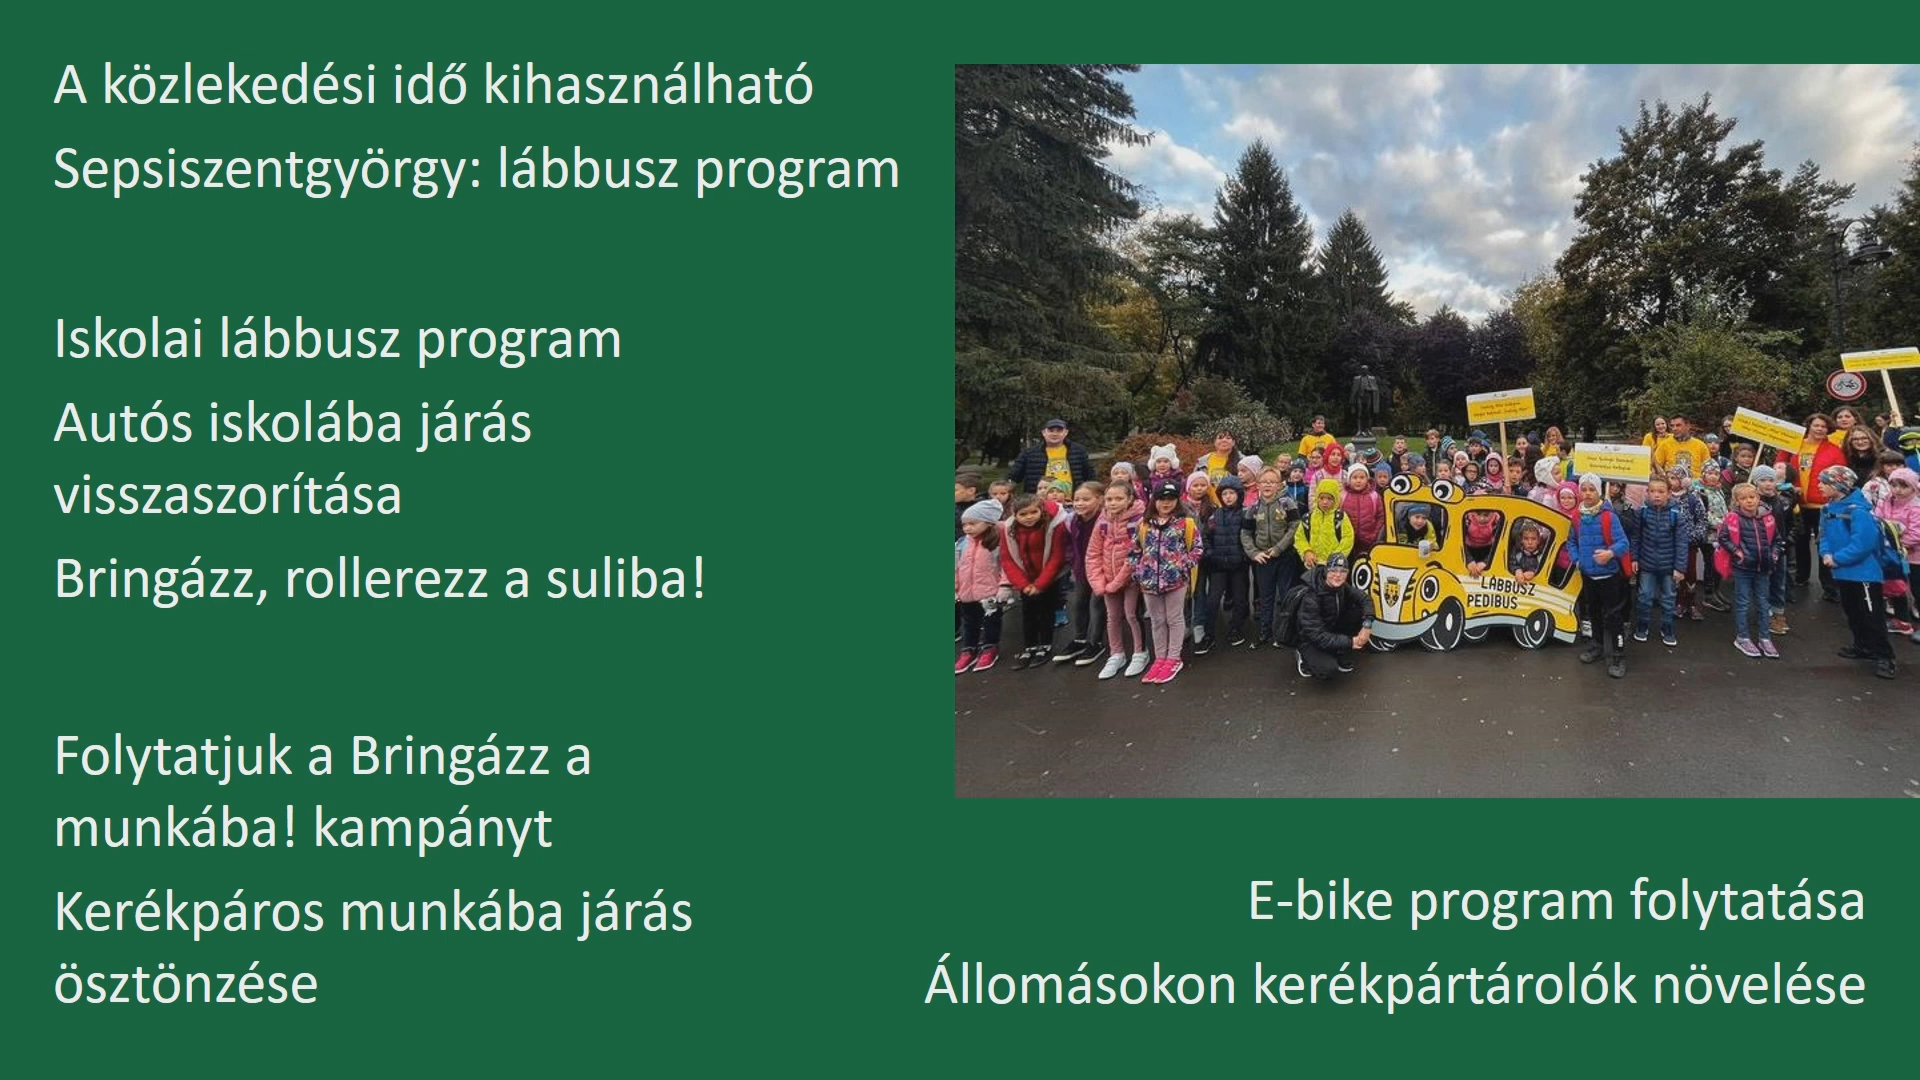 A közlekedési idő kihasználható
Sepsiszentgyörgy: lábbusz program
Iskolai lábbusz program
Autós iskolába járás
visszaszorítása
Bringázz, rollerezz a suliba!
Folytatjuk a Bringázz a
munkába! kampányt
Kerékpáros munkába járás
ösztönzése
LÁBBUSZ
PEDIBUS
E-bike program folytatása
Állomásokon kerékpártárolók növelése